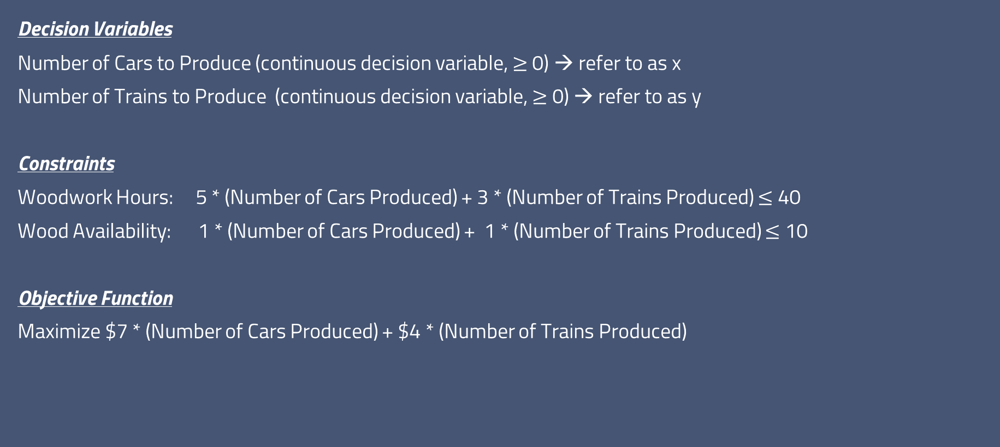 Decision Variables
Number of Cars to Produce (continuous decision variable, ≥ 0) → refer to as x
Number of Trains to Produce (continuous decision variable, ≥ 0) → refer to as y
Constraints
Woodwork Hours: 5 * (Number of Cars Produced) + 3 * (Number of Trains Produced) ≤ 40
Wood Availability: 1 * (Number of Cars Produced) + 1 * (Number of Trains Produced) ≤ 10
Objective Function
Maximize $7 * (Number of Cars Produced) + $4 * (Number of Trains Produced)